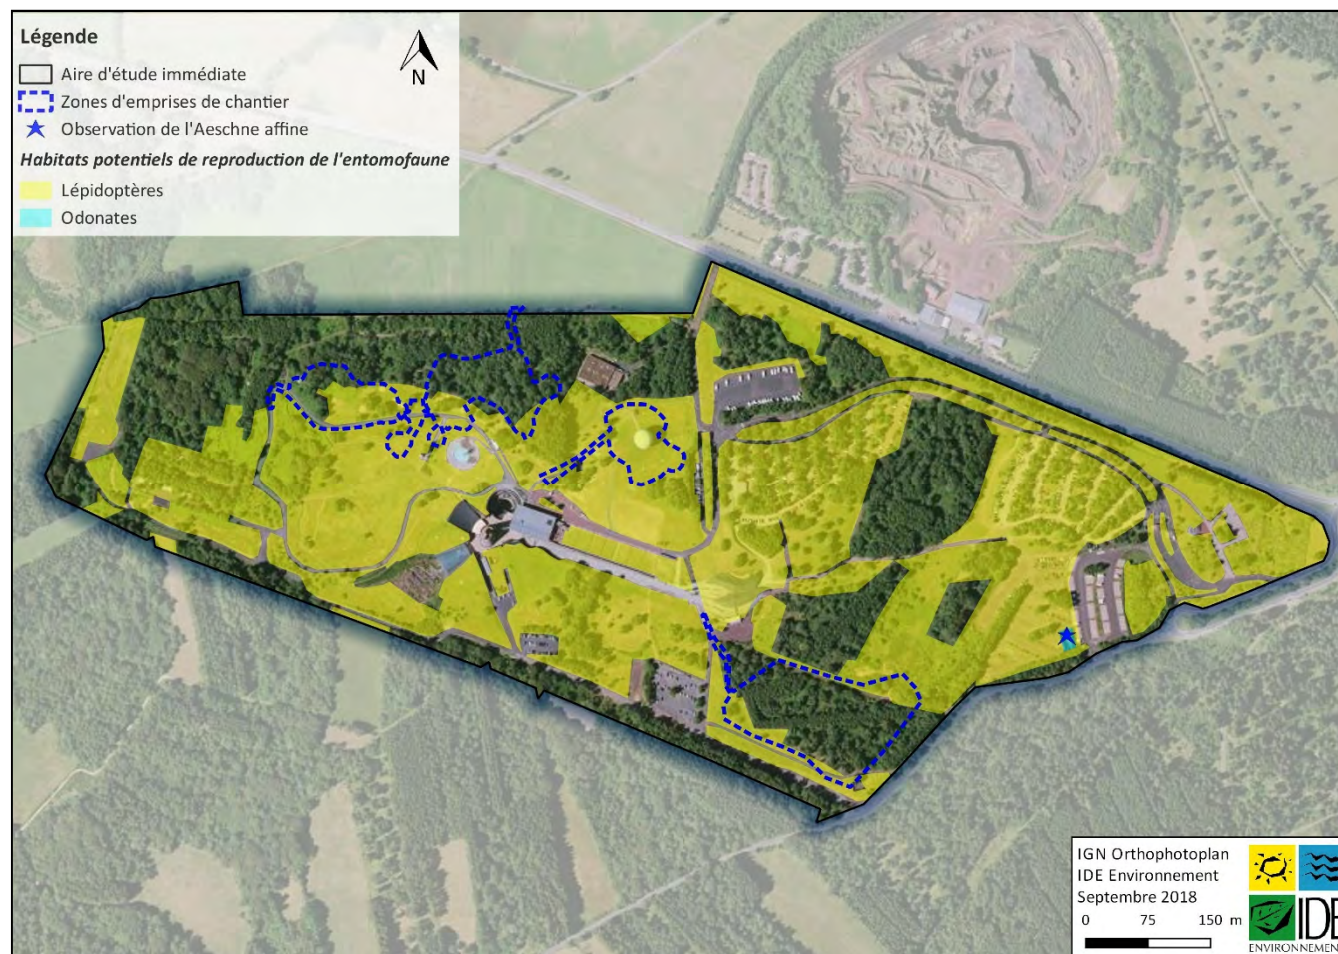 Légende
N
Aire d'étude immédiate
Zones d'emprises de chantier
Observation de l'Aeschne affine
Habitats potentiels de reproduction de l'entomofaune
Lépidoptères
Odonates
IGN Orthophotoplan
IDE Environnement
Septembre 2018
0 75 150 m
IDE
ENVIRONNEMENT